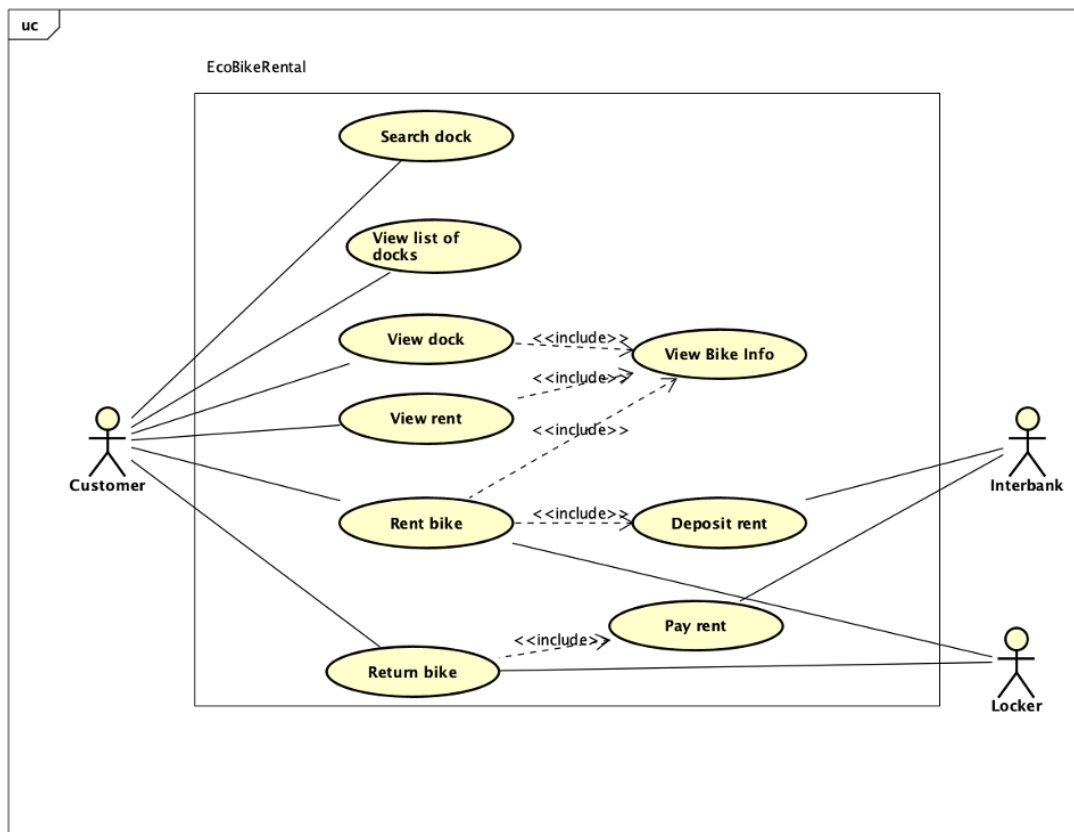 uc
EcoBikeRental
Search dock
View list of
docks
View dock
<<include>>
View Bike Info
<<include>>
View rent
<<include>>
Customer
Interbank
Rent bike
<<include>>
Deposit rent
Pay rent
<<include>>
Return bike
Locker